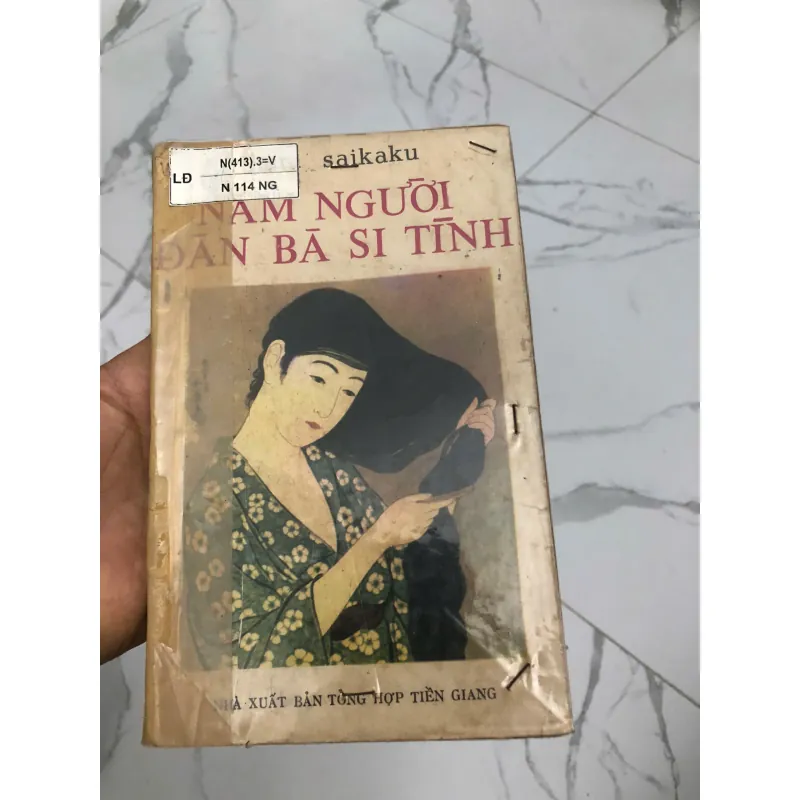 N(413).3=V
LĐ
N 114 NG
saikaku
NĂM NGƯỜI
ĐÀN BÀ SI TÌNH
NHÀ XUẤT BẢN TỔNG HỢP TIỀN GIANG